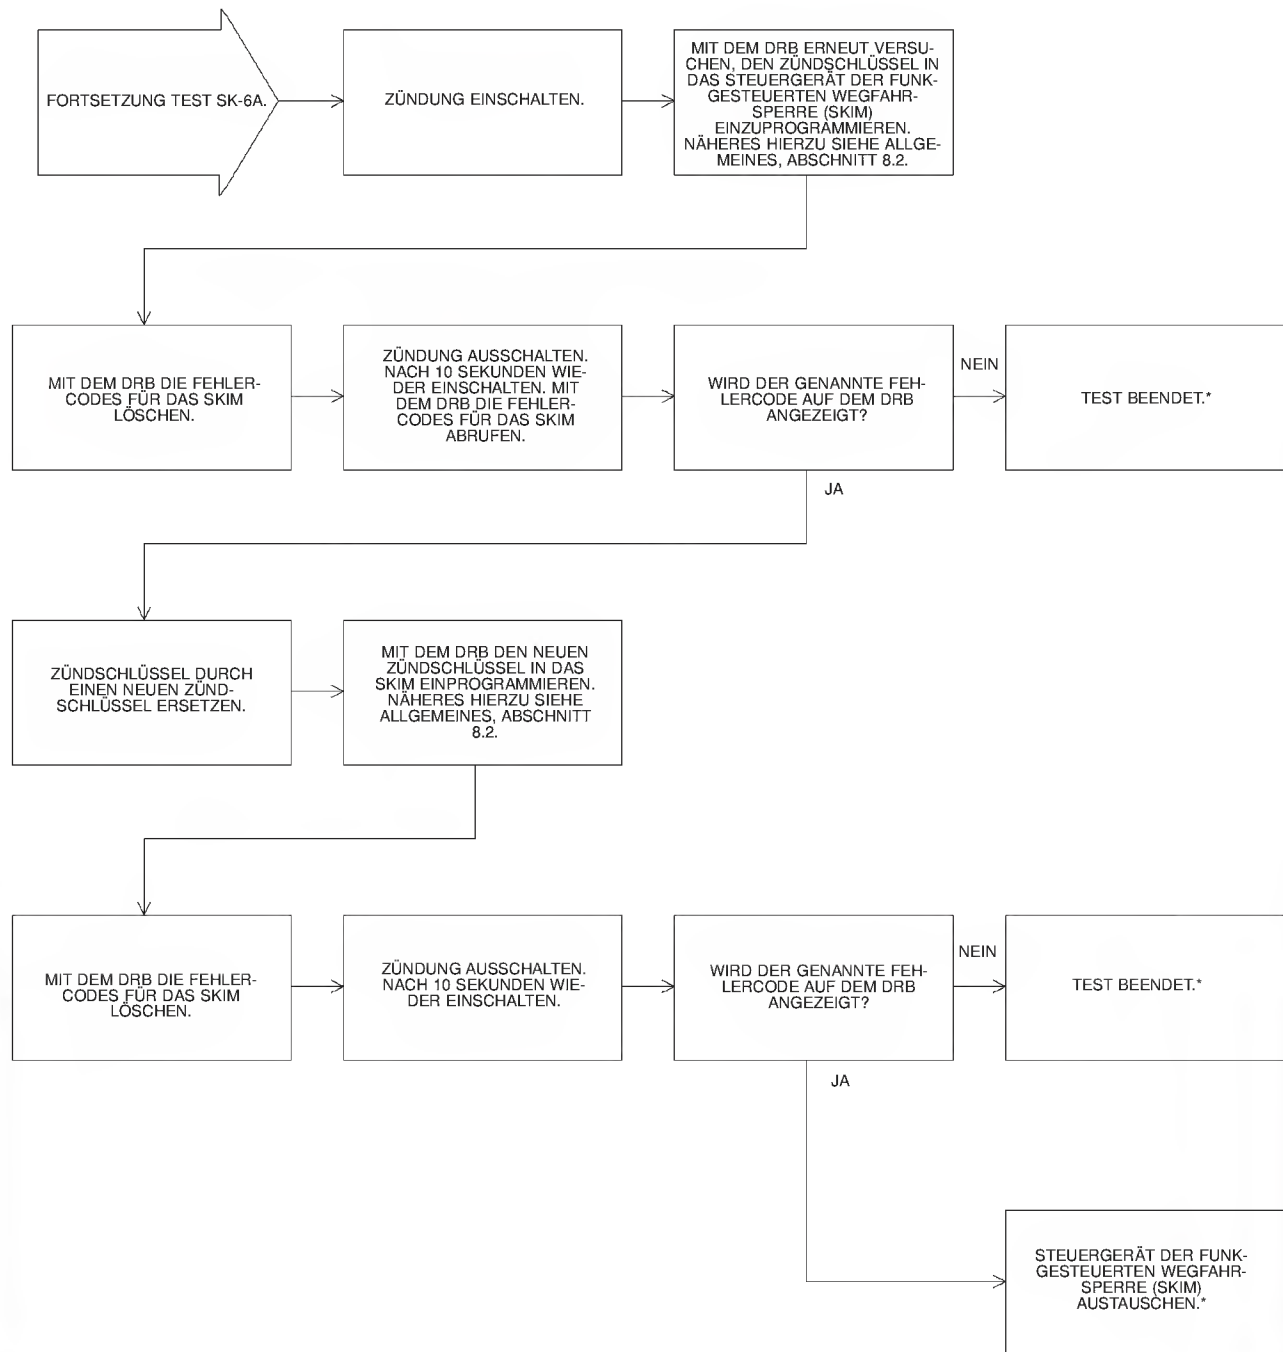 FORTSETZUNG TEST SK-6A.
ZÜNDUNG EINSCHALTEN.
MIT DEM DRB ERNEUT VERSU-
CHEN, DEN ZÜNDSCHLÜSSEL IN
DAS STEUERGERÄT DER FUNK-
GESTEUERTEN WEGFAHR-
SPERRE (SKIM)
EINZUPROGRAMMIEREN.
NÄHERES HIERZU SIEHE ALLGE-
MEINES, ABSCHNITT 8.2.
MIT DEM DRB DIE FEHLER-
CODES FÜR DAS SKIM
LÖSCHEN.
ZÜNDUNG AUSSCHALTEN.
NACH 10 SEKUNDEN WIE-
DER EINSCHALTEN. MIT
DEM DRB DIE FEHLER-
CODES FÜR DAS SKIM
ABRUFEN.
WIRD DER GENANNTE FEH-
LERCODE AUF DEM DRB
ANGEZEIGT?
NEIN
TEST BEENDET.*
JA
ZÜNDSCHLÜSSEL DURCH
EINEN NEUEN ZÜND-
SCHLÜSSEL ERSETZEN.
MIT DEM DRB DEN NEUEN
ZÜNDSCHLÜSSEL IN DAS
SKIM EINPROGRAMMIEREN.
NÄHERES HIERZU SIEHE
ALLGEMEINES, ABSCHNITT
8.2.
MIT DEM DRB DIE FEHLER-
CODES FÜR DAS SKIM
LÖSCHEN.
ZÜNDUNG AUSSCHALTEN.
NACH 10 SEKUNDEN WIE-
DER EINSCHALTEN.
WIRD DER GENANNTE FEH-
LERCODE AUF DEM DRB
ANGEZEIGT?
NEIN
TEST BEENDET.*
JA
STEUERGERÄT DER FUNK-
GESTEUERTEN WEGFAHR-
SPERRE (SKIM)
AUSTAUSCHEN.*